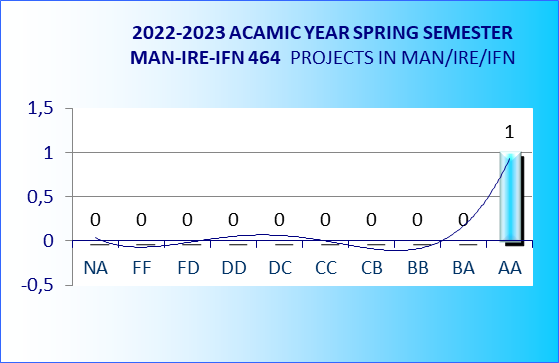 2022-2023 ACAMIC YEAR SPRING SEMESTER
MAN-IRE-IFN 464 PROJECTS IN MAN/IRE/IFN
1,5
1
0,5
0
-0,5
0 0 0 0 0 0 0 0 0 1
NA FF FD DD DC CC CB BB BA AA